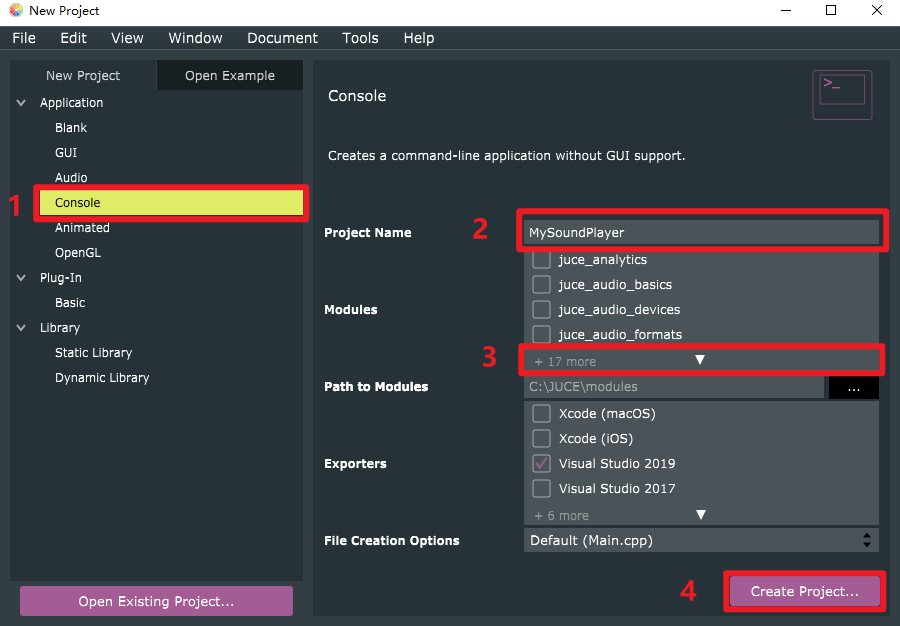 New Project
File Edit View Window Document Tools Help
New Project Open Example
Application
Blank
GUI
Audio
1 Console
Animated
OpenGL
Plug-In
Basic
Library
Static Library
Dynamic Library
Open Existing Project...
Console
>_
Creates a command-line application without GUI support.
Project Name 2 MySoundPlayer
Modules
juce_analytics
juce_audio_basics
juce_audio_devices
juce_audio_formats
3 + 17 more
Path to Modules C:\JUCE\modules ...
Exporters
Xcode (macOS)
Xcode (iOS)
Visual Studio 2019
Visual Studio 2017
+ 6 more
File Creation Options Default (Main.cpp)
4 Create Project...